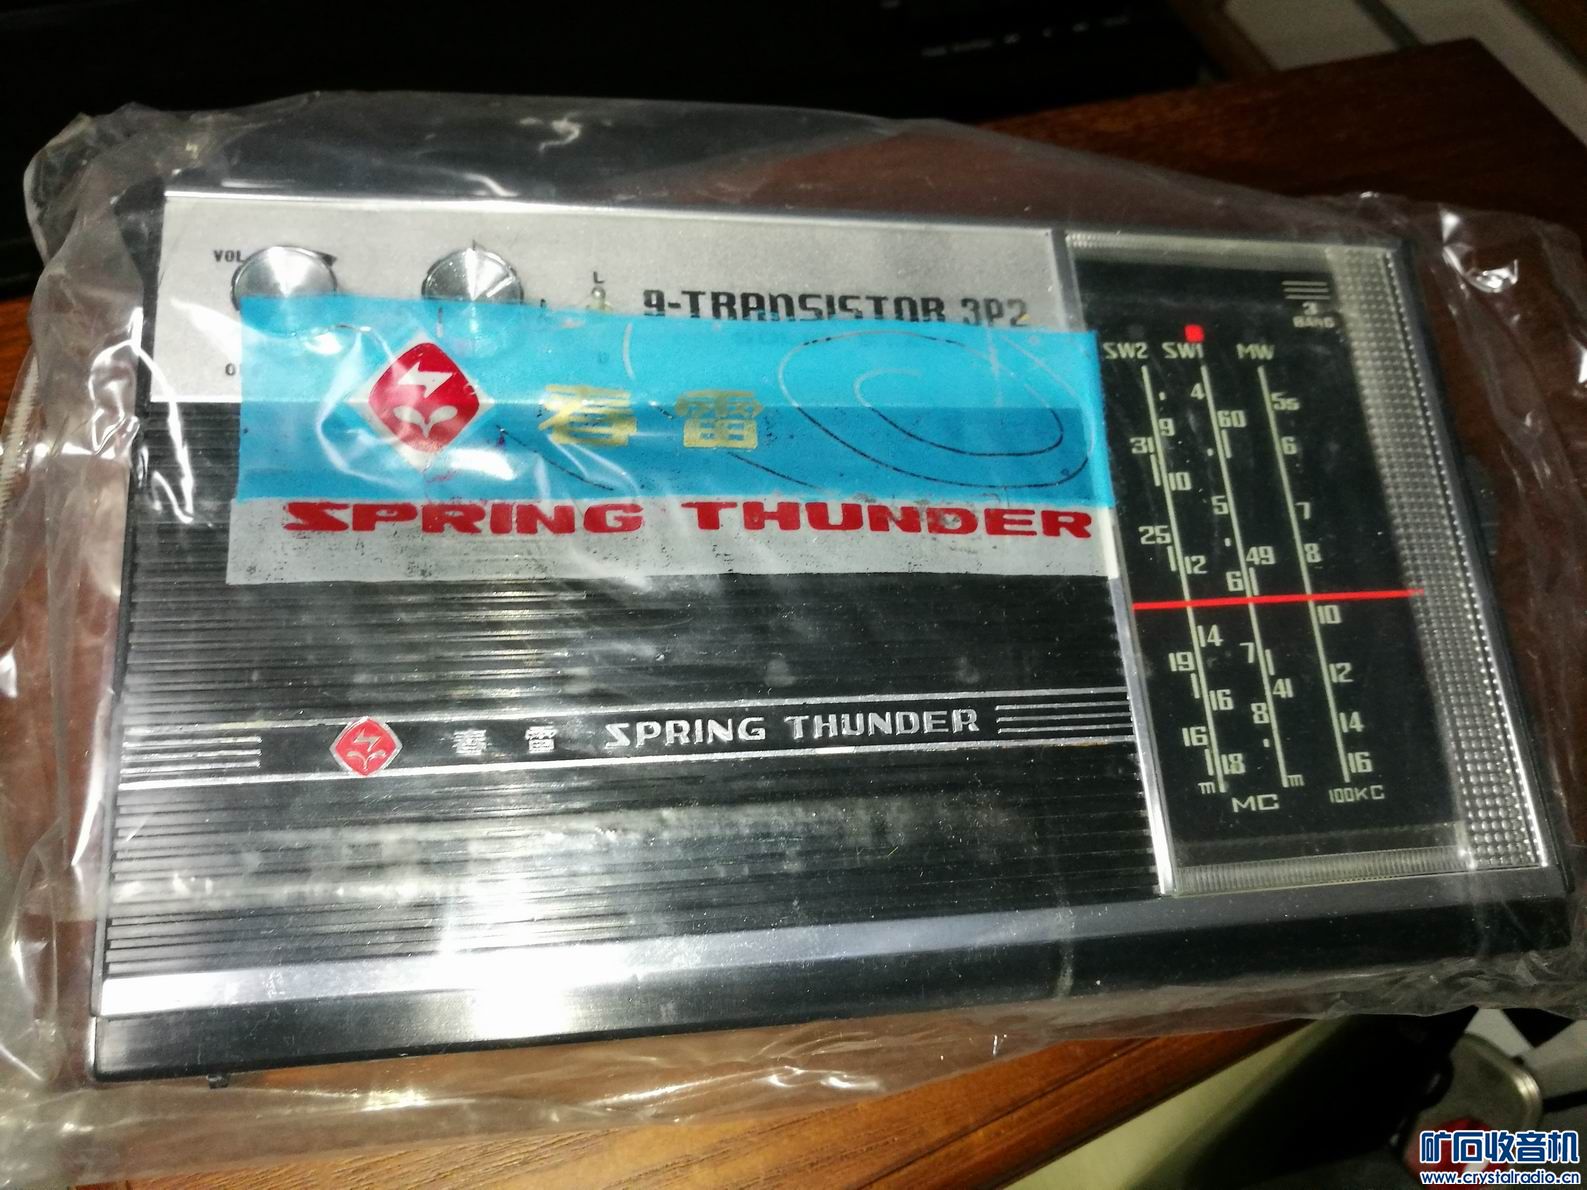 VOL
L
9-TRANSISTOR 3P2
3
BAND
SW2 SW1 MW
4
5s
9
60
31
6
10
5
7
25
49
8
12
6
10
14
7
19
12
41
16
8
14
16
18
16
m
m
MC
100KC
春雷
SPRING THUNDER
春雷 SPRING THUNDER
矿石收音机
www.crystalradio.cn